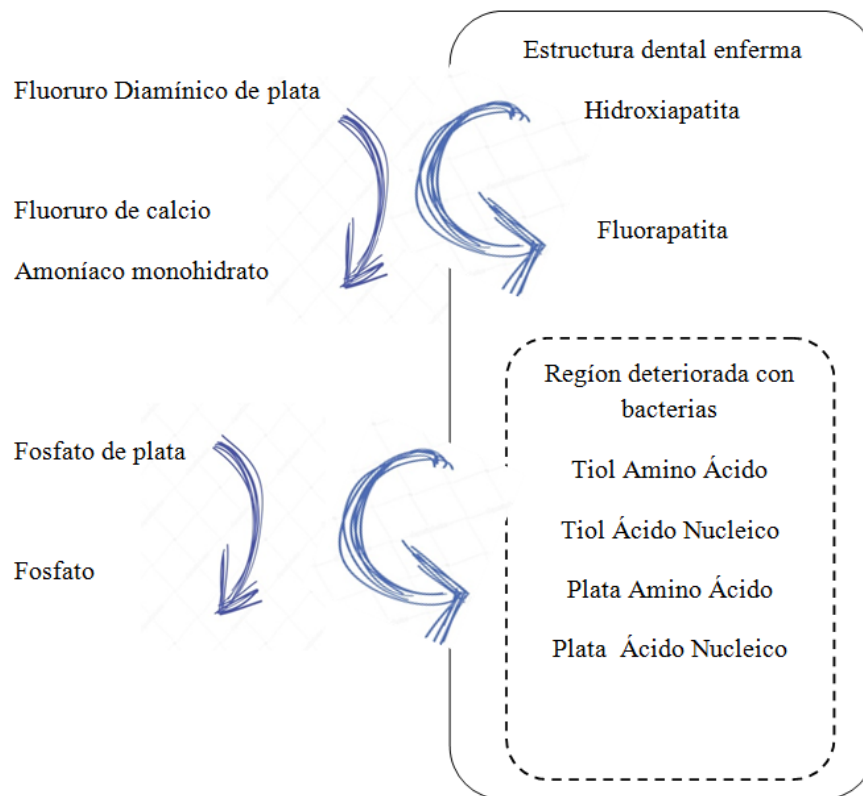 Estructura dental enferma
Fluoruro Diamínico de plata
Hidroxiapatita
Fluoruro de calcio
Fluorapatita
Amoníaco monohidrato
Regíon deteriorada con
bacterias
Fosfato de plata
Tiol Amino Ácido
Tiol Ácido Nucleico
Fosfato
Plata Amino Ácido
Plata Ácido Nucleico